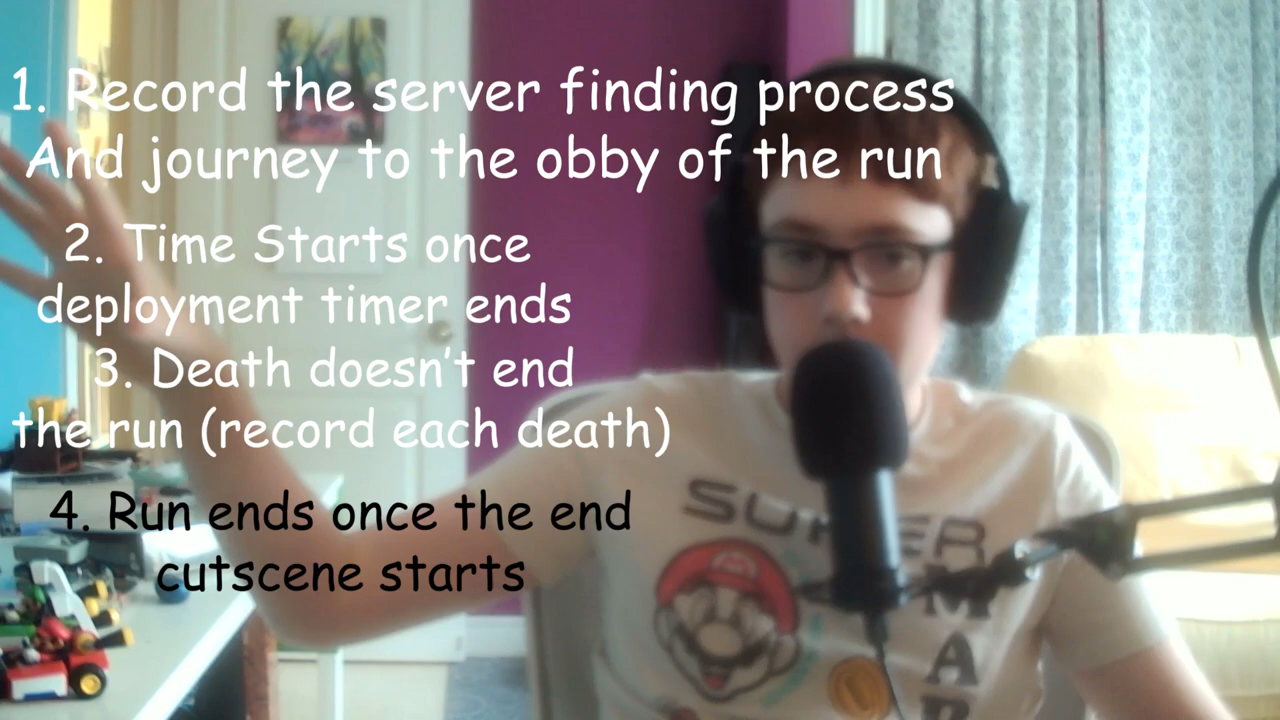 1. Record the server finding process
And journey to the obby of the run
2. Time Starts once
deployment timer ends
3. Death doesn't end
the run (record each death)
4. Run ends once the end
cutscene starts
SUPER
MAR